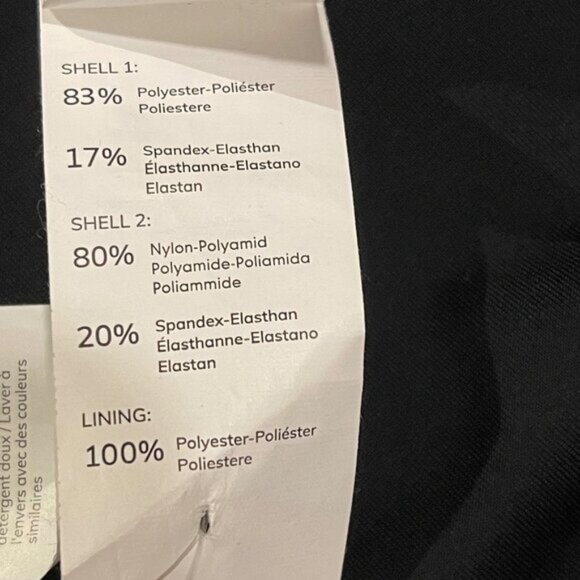 SHELL 1:
83% Polyester-Poliéster
Poliestere
17% Spandex-Elasthan
Élasthanne-Elastano
Elastan
SHELL 2:
80% Nylon-Polyamid
Polyamide-Poliamida
Poliammide
20% Spandex-Elasthan
Élasthanne-Elastano
Elastan
LINING:
100% Polyester-Poliéster
Poliestere
détergent doux / Laver à
l'envers avec des couleurs
similaires